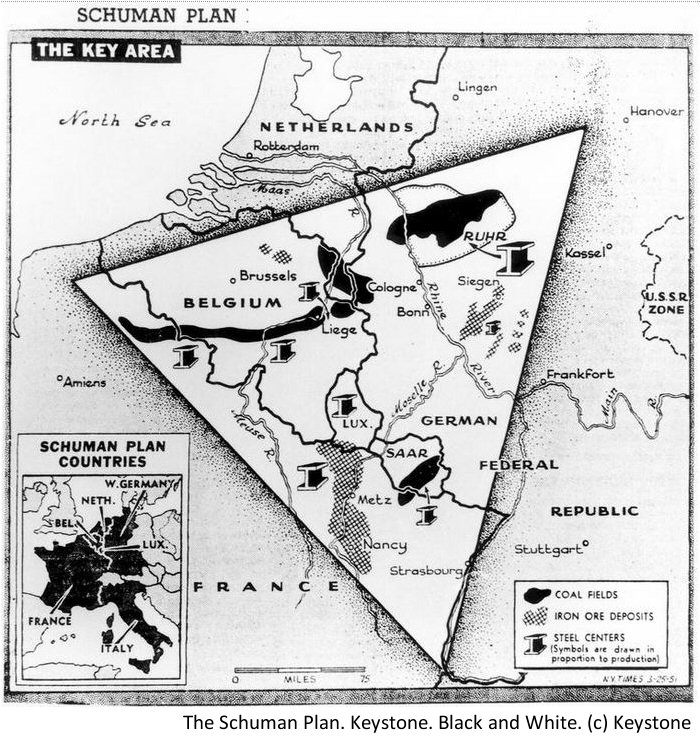 SCHUMAN PLAN
THE KEY AREA
Lingen
North Sea
Hanover
NETHERLANDS
Rotterdam
Maas
R.
RUHR
Kassel
Brussels
Cologne
Siegen
U.S.S.R.
ZONE
BELGIUM
Bonn
Rhine
Liege
River
Amiens
Moselle R.
Frankfort
Main
R.
Meuse R.
LUX.
GERMAN
SAAR
FEDERAL
Metz
REPUBLIC
Nancy
Stuttgart
Strasbourg
FRANCE
SCHUMAN PLAN
COUNTRIES
W. GERMANY
NETH.
BEL.
LUX.
FRANCE
ITALY
COAL FIELDS
IRON ORE DEPOSITS
STEEL CENTERS
(Symbols are drawn in
proportion to production)
0 MILES 75
N.Y. TIMES 3-25-51
The Schuman Plan. Keystone. Black and White. (c) Keystone